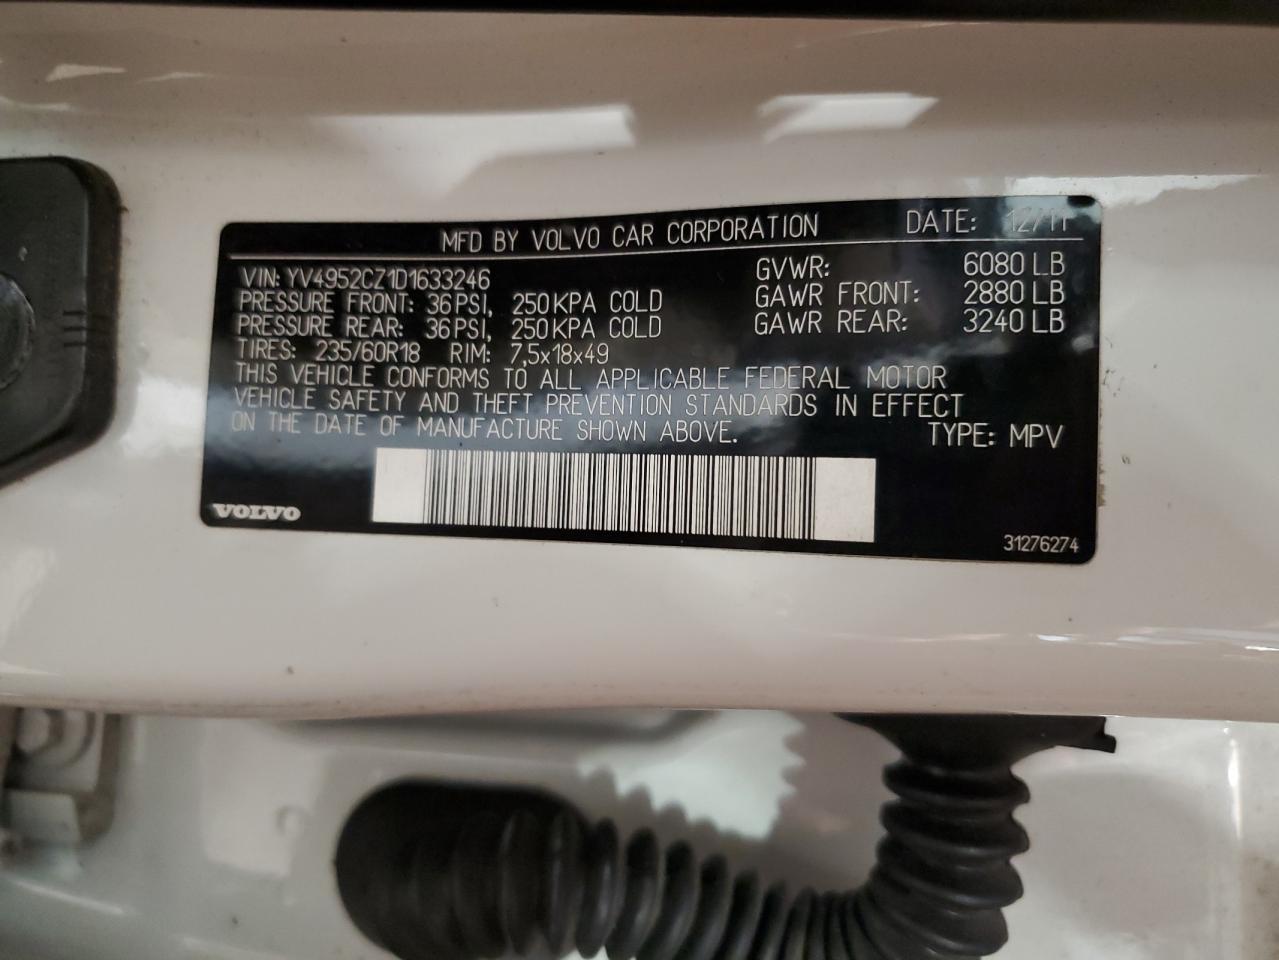 MFD BY VOLVO CAR CORPORATION DATE: 12/11
VIN: YV4952CZ1D1633246 GVWR: 6080 LB
PRESSURE FRONT: 36 PSI, 250 KPA COLD GAWR FRONT: 2880 LB
PRESSURE REAR: 36 PSI, 250 KPA COLD GAWR REAR: 3240 LB
TIRES: 235/60R18 RIM: 7,5x18x49
THIS VEHICLE CONFORMS TO ALL APPLICABLE FEDERAL MOTOR
VEHICLE SAFETY AND THEFT PREVENTION STANDARDS IN EFFECT
ON THE DATE OF MANUFACTURE SHOWN ABOVE. TYPE: MPV
VOLVO
31276274